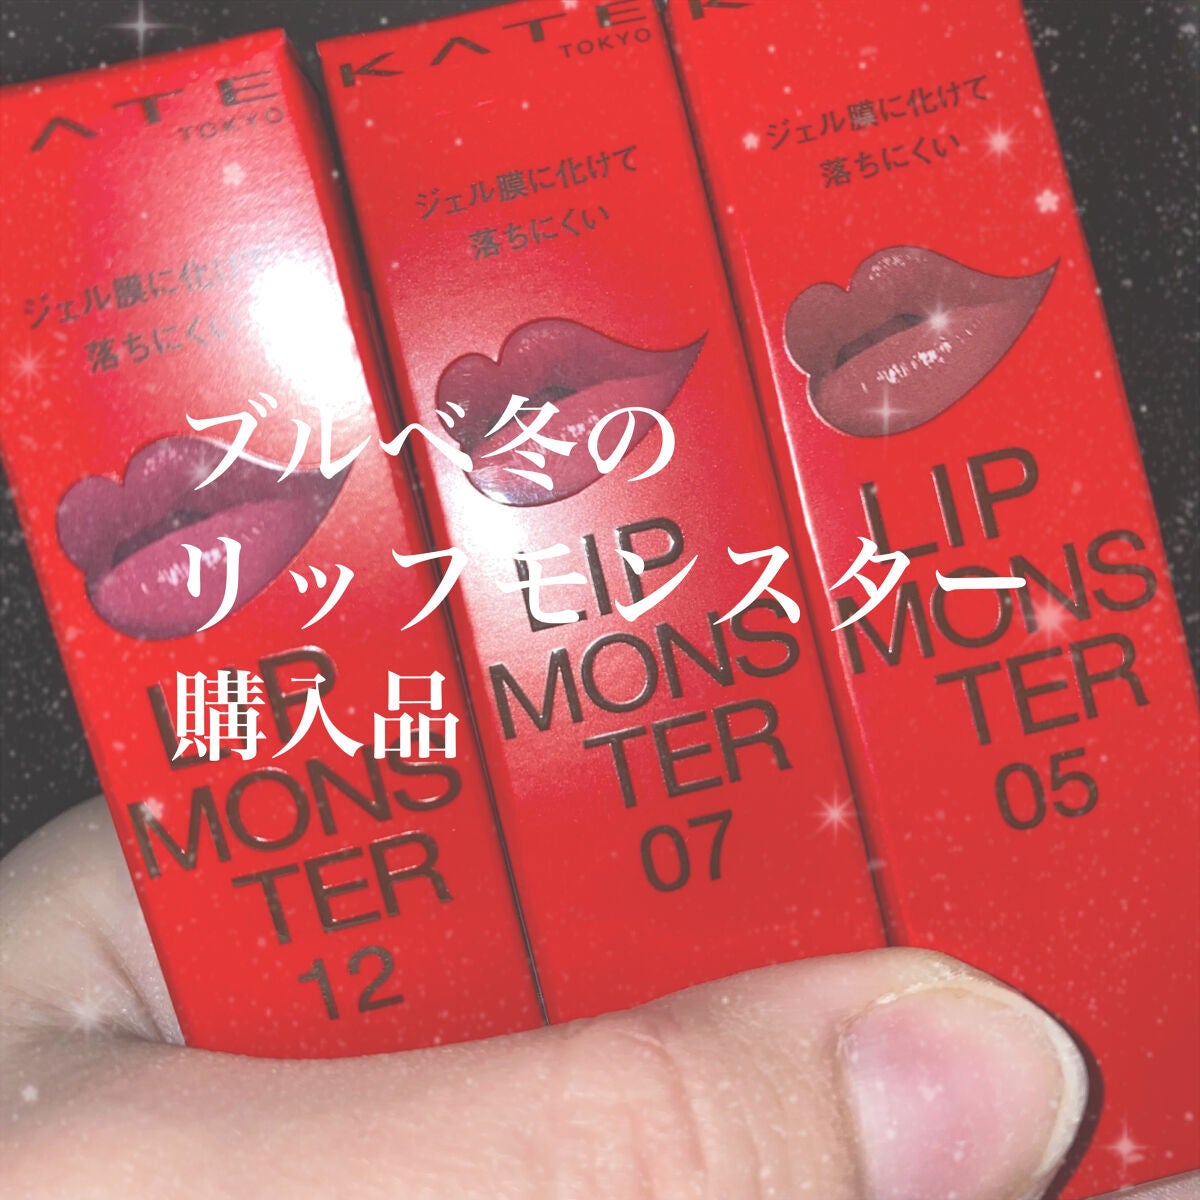 ATE
TOKYO
ジェル膜に化けて
落ちにくい
LIP
MONS
TER
12
KATE
TOKYO
ジェル膜に化けて
落ちにくい
LIP
MONS
TER
07
K
ジェル膜に化けて
落ちにくい
LIP
MONS
TER
05
ブルベ冬の
リップモンスター
購入品